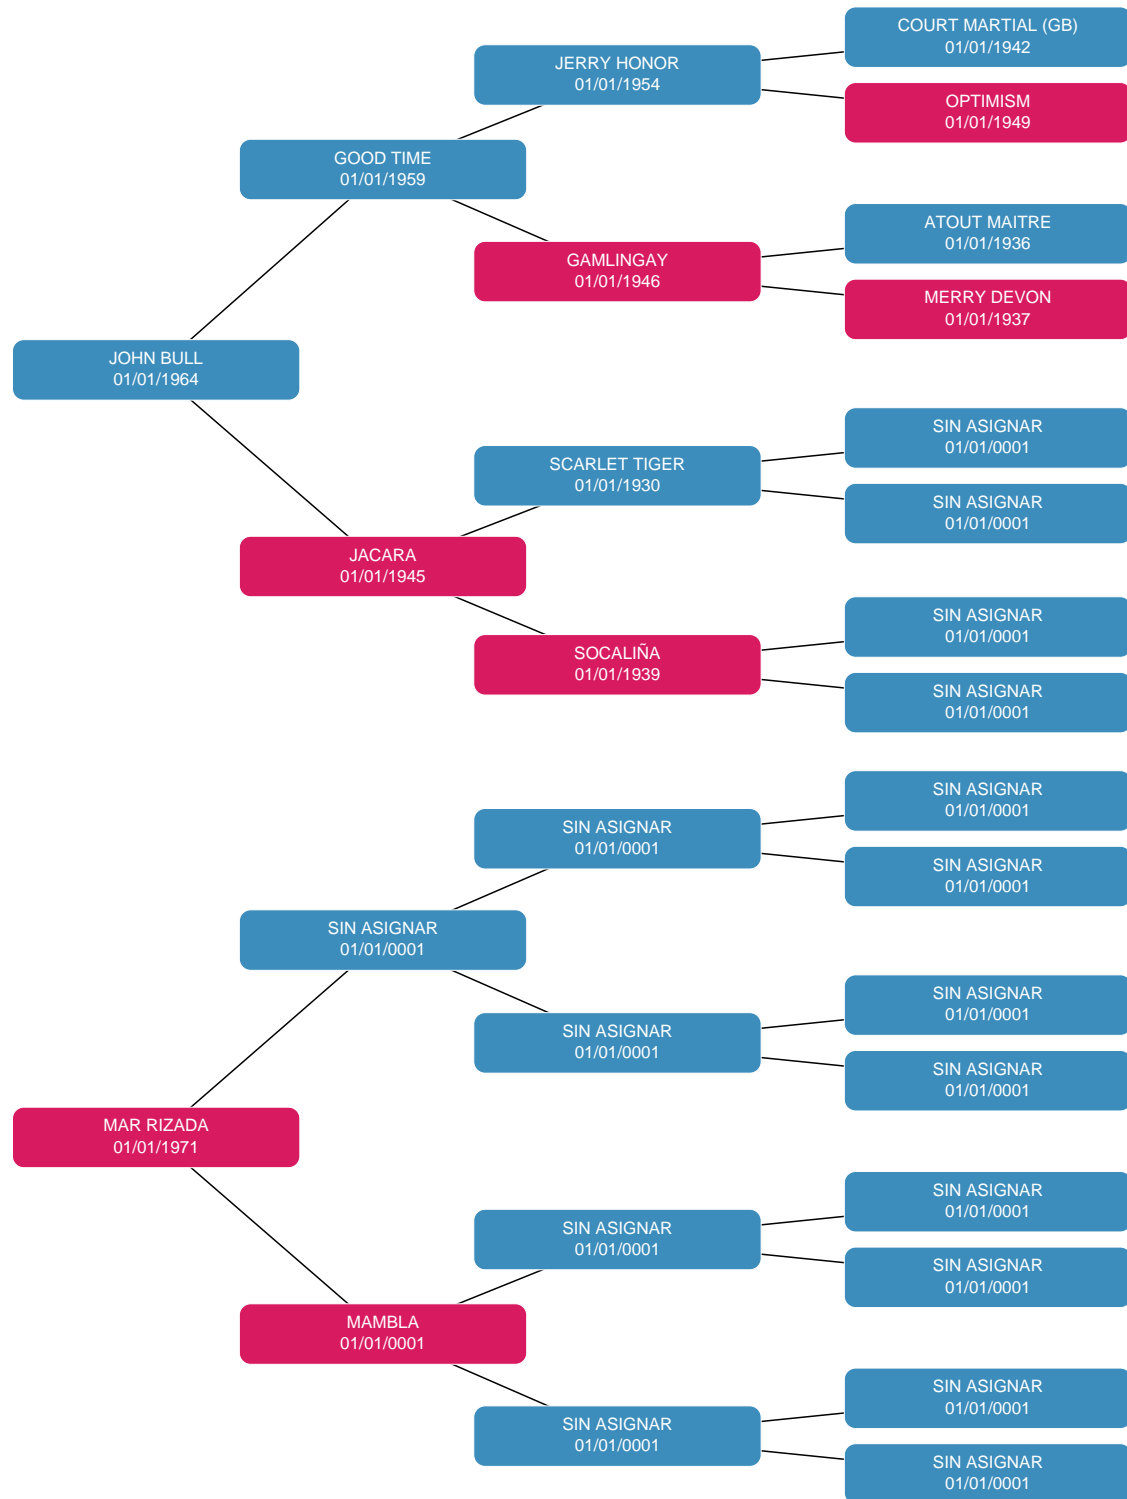 COURT MARTIAL (GB)
01/01/1942
JERRY HONOR
01/01/1954
OPTIMISM
01/01/1949
GOOD TIME
01/01/1959
ATOUT MAITRE
01/01/1936
GAMLINGAY
01/01/1946
MERRY DEVON
01/01/1937
JOHN BULL
01/01/1964
SIN ASIGNAR
01/01/0001
SCARLET TIGER
01/01/1930
SIN ASIGNAR
01/01/0001
JACARA
01/01/1945
SIN ASIGNAR
01/01/0001
SOCALIÑA
01/01/1939
SIN ASIGNAR
01/01/0001
SIN ASIGNAR
01/01/0001
SIN ASIGNAR
01/01/0001
SIN ASIGNAR
01/01/0001
SIN ASIGNAR
01/01/0001
SIN ASIGNAR
01/01/0001
SIN ASIGNAR
01/01/0001
SIN ASIGNAR
01/01/0001
MAR RIZADA
01/01/1971
SIN ASIGNAR
01/01/0001
SIN ASIGNAR
01/01/0001
SIN ASIGNAR
01/01/0001
MAMBLA
01/01/0001
SIN ASIGNAR
01/01/0001
SIN ASIGNAR
01/01/0001
SIN ASIGNAR
01/01/0001